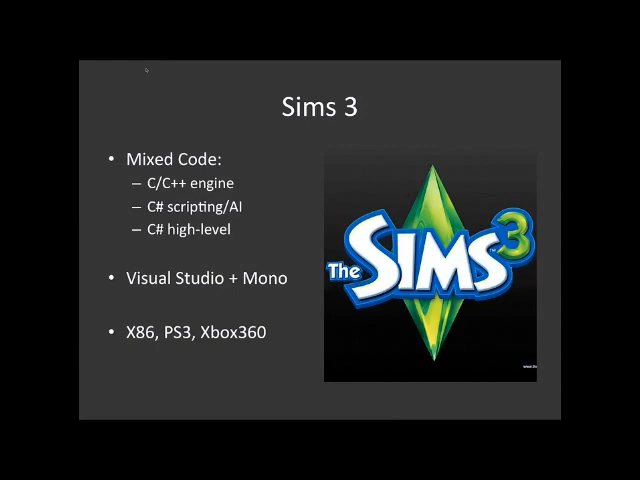 Sims 3
• Mixed Code:
– C/C++ engine
– C# scripting/AI
– C# high-level
• Visual Studio + Mono
• X86, PS3, Xbox360
The SIMS 3